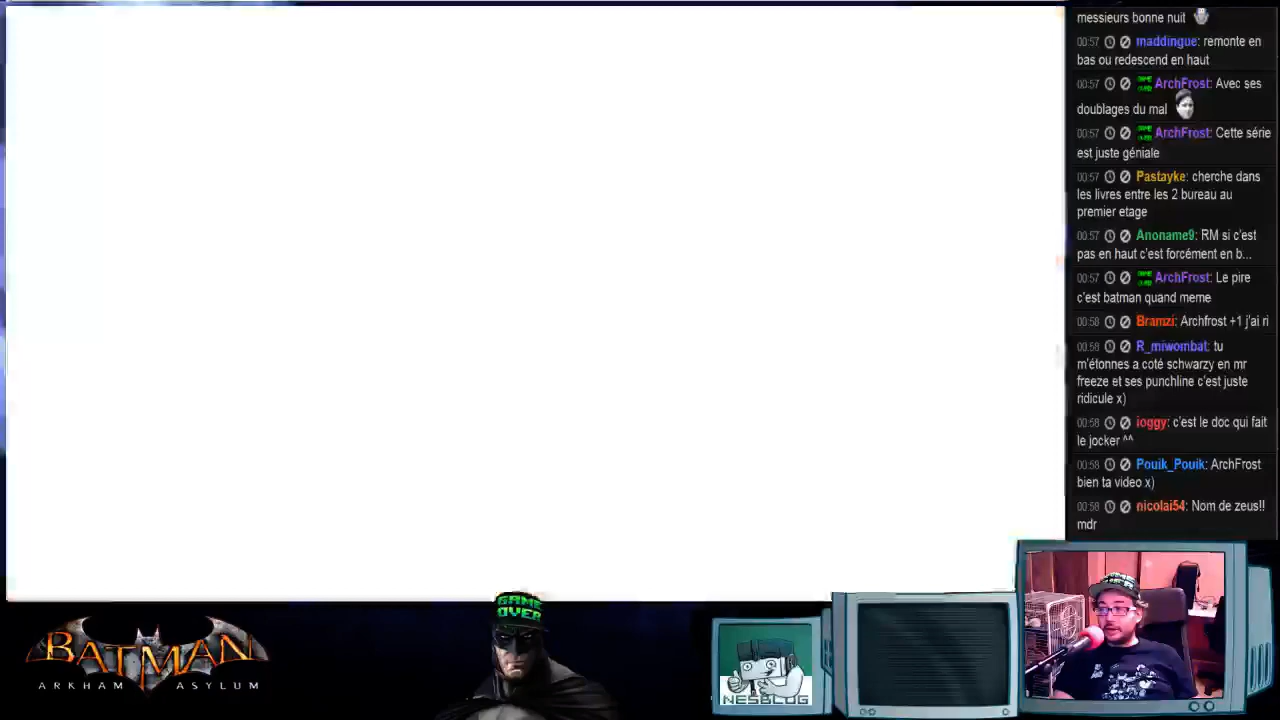 messieurs bonne nuit
00:57 maddingue: remonte en
bas ou redescend en haut
00:57 ArchFrost: Avec ses
doublages du mal
00:57 ArchFrost: Cette série
est juste géniale
00:57 Pastayke: cherche dans
les livres entre les 2 bureau au
premier etage
00:57 Anoname9: RM si c'est
pas en haut c'est forcément en b...
00:57 ArchFrost: Le pire
c'est batman quand meme
00:58 Bramzi: Archfrost +1 j'ai ri
00:58 R_miwombat: tu
m'étonnes a coté schwarzy en mr
freeze et ses punchline c'est juste
ridicule x)
00:58 ioggy: c'est le doc qui fait
le jocker ^^
00:58 Pouik_Pouik: ArchFrost
bien ta video x)
00:58 nicolai54: Nom de zeus!!
mdr
GAME
OVER
BATMAN
ARKHAM ASYLUM
NESBLOG